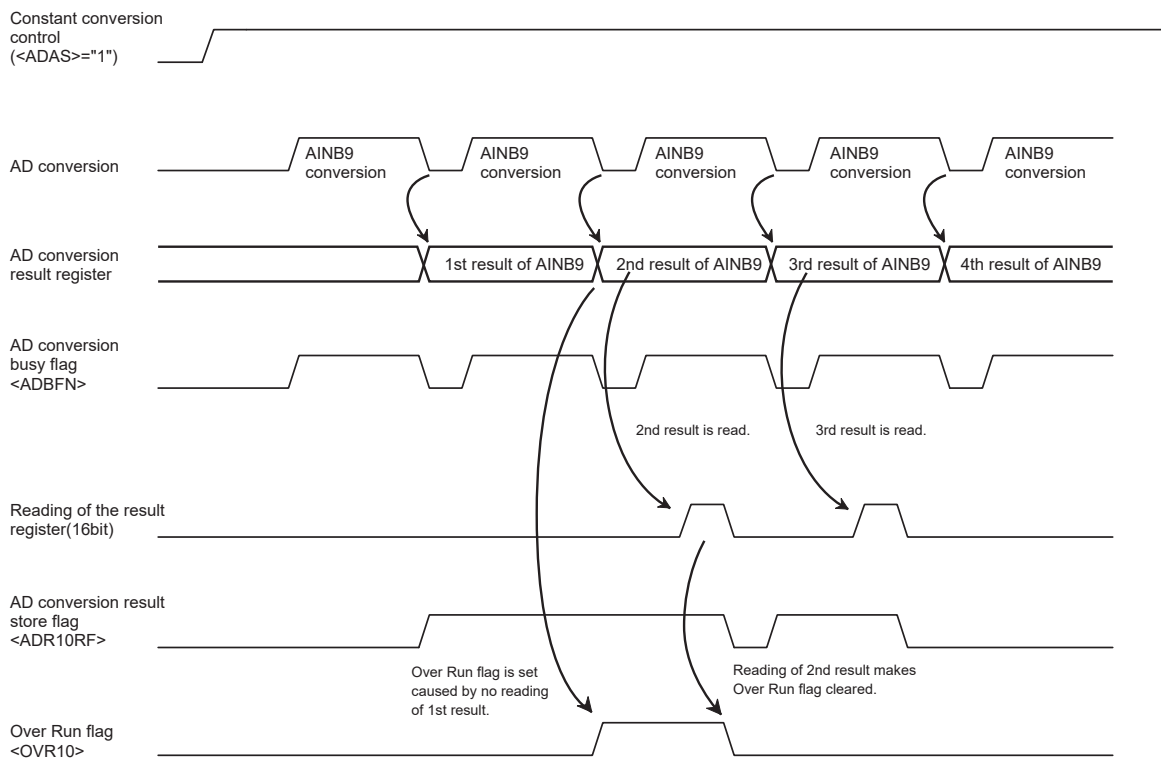 Constant conversion
control
(<ADAS>="1")
AD conversion
AINB9
conversion
AINB9
conversion
AINB9
conversion
AINB9
conversion
AINB9
conversion
AD conversion
result register
1st result of AINB9
2nd result of AINB9
3rd result of AINB9
4th result of AINB9
AD conversion
busy flag
<ADBFN>
2nd result is read.
3rd result is read.
Reading of the result
register(16bit)
AD conversion result
store flag
<ADR10RF>
Over Run flag is set
caused by no reading
of 1st result.
Reading of 2nd result makes
Over Run flag cleared.
Over Run flag
<OVR10>